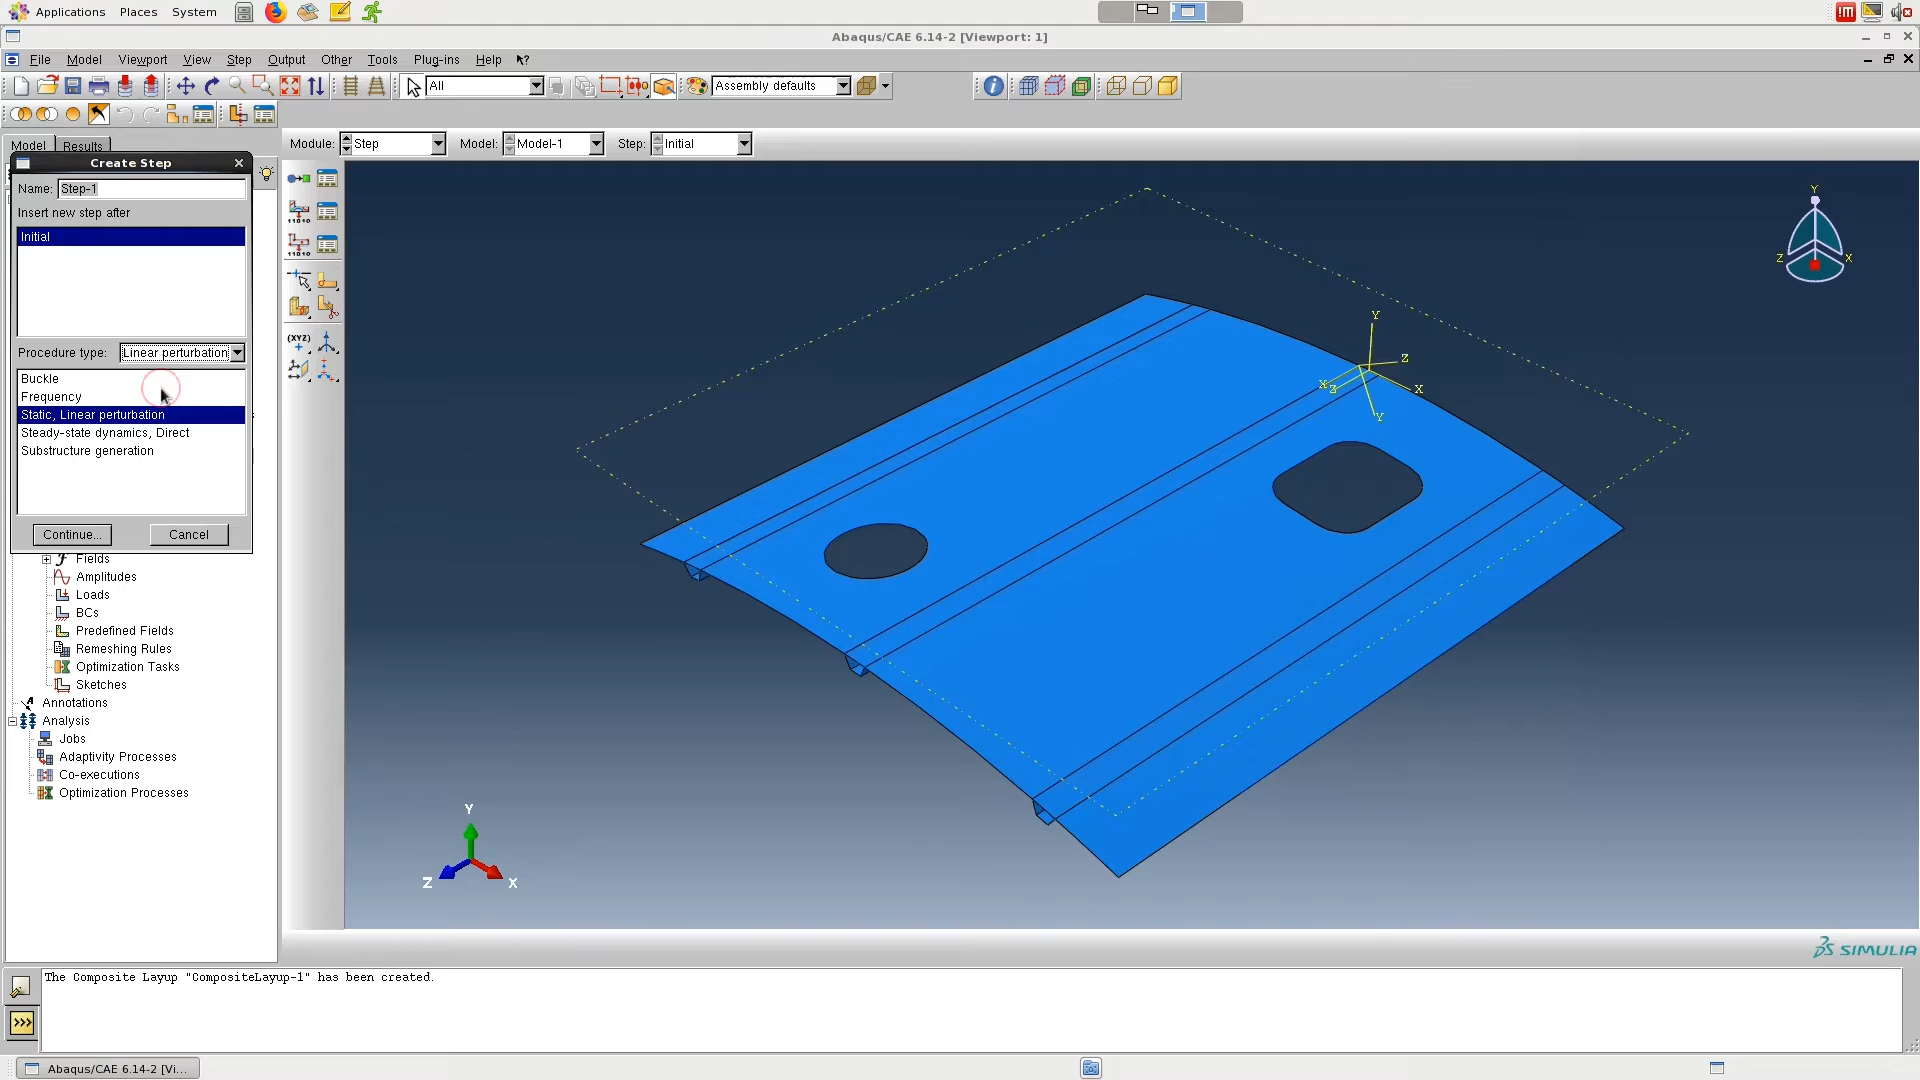 Applications Places System
Abaqus/CAE 6.14-2 [Viewport: 1]
File Model Viewport View Step Output Other Tools Plug-ins Help
All
Assembly defaults
Model Results
Module: Step Model: Model-1 Step: Initial
Create Step
Name: Step-1
Insert new step after
Initial
Procedure type: Linear perturbation
Buckle
Frequency
Static, Linear perturbation
Steady-state dynamics, Direct
Substructure generation
Continue... Cancel
Fields
Amplitudes
Loads
BCs
Predefined Fields
Remeshing Rules
Optimization Tasks
Sketches
Annotations
Analysis
Jobs
Adaptivity Processes
Co-executions
Optimization Processes
(XYZ)
Y
Z X
Y
Z
X Z X
Y
Y
Z X
SIMULIA
The Composite Layup "CompositeLayup-1" has been created.
>>>
Abaqus/CAE 6.14-2 [Vi...